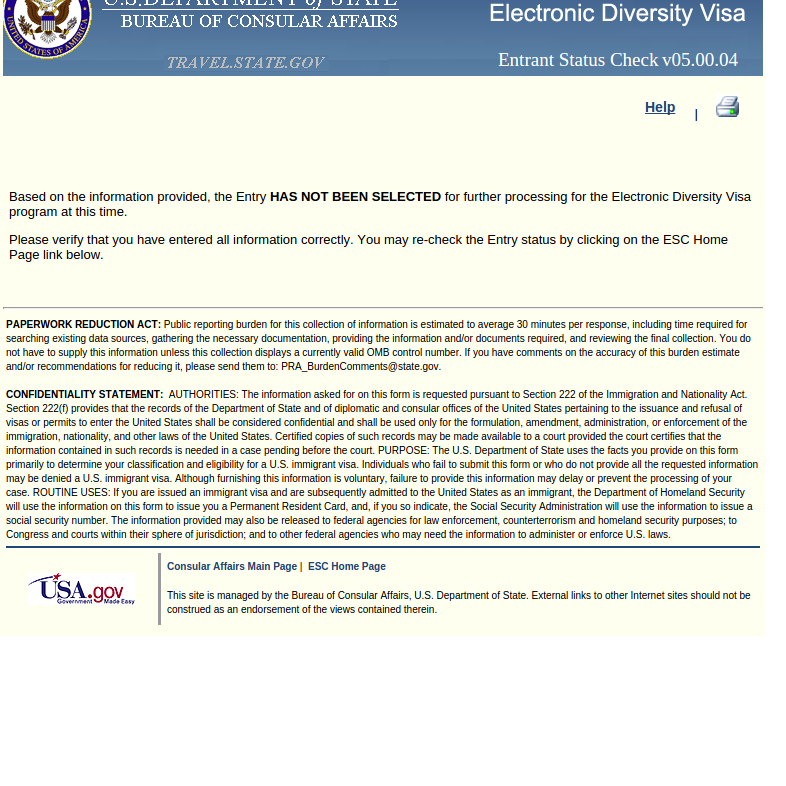 U.S. DEPARTMENT of STATE
BUREAU OF CONSULAR AFFAIRS
TRAVEL.STATE.GOV
Electronic Diversity Visa
Entrant Status Check v05.00.04
UNITED STATES OF AMERICA
Help |
Based on the information provided, the Entry HAS NOT BEEN SELECTED for further processing for the Electronic Diversity Visa
program at this time.
Please verify that you have entered all information correctly. You may re-check the Entry status by clicking on the ESC Home
Page link below.
PAPERWORK REDUCTION ACT: Public reporting burden for this collection of information is estimated to average 30 minutes per response, including time required for
searching existing data sources, gathering the necessary documentation, providing the information and/or documents required, and reviewing the final collection. You do
not have to supply this information unless this collection displays a currently valid OMB control number. If you have comments on the accuracy of this burden estimate
and/or recommendations for reducing it, please send them to: PRA_BurdenComments@state.gov.
CONFIDENTIALITY STATEMENT: AUTHORITIES: The information asked for on this form is requested pursuant to Section 222 of the Immigration and Nationality Act.
Section 222(f) provides that the records of the Department of State and of diplomatic and consular offices of the United States pertaining to the issuance and refusal of
visas or permits to enter the United States shall be considered confidential and shall be used only for the formulation, amendment, administration, or enforcement of the
immigration, nationality, and other laws of the United States. Certified copies of such records may be made available to a court provided the court certifies that the
information contained in such records is needed in a case pending before the court. PURPOSE: The U.S. Department of State uses the facts you provide on this form
primarily to determine your classification and eligibility for a U.S. immigrant visa. Individuals who fail to submit this form or who do not provide all the requested information
may be denied a U.S. immigrant visa. Although furnishing this information is voluntary, failure to provide this information may delay or prevent the processing of your
case. ROUTINE USES: If you are issued an immigrant visa and are subsequently admitted to the United States as an immigrant, the Department of Homeland Security
will use the information on this form to issue you a Permanent Resident Card, and, if you so indicate, the Social Security Administration will use the information to issue a
social security number. The information provided may also be released to federal agencies for law enforcement, counterterrorism and homeland security purposes; to
Congress and courts within their sphere of jurisdiction; and to other federal agencies who may need the information to administer or enforce U.S. laws.
USA.gov
Government Made Easy
Consular Affairs Main Page | ESC Home Page
This site is managed by the Bureau of Consular Affairs, U.S. Department of State. External links to other Internet sites should not be
construed as an endorsement of the views contained therein.